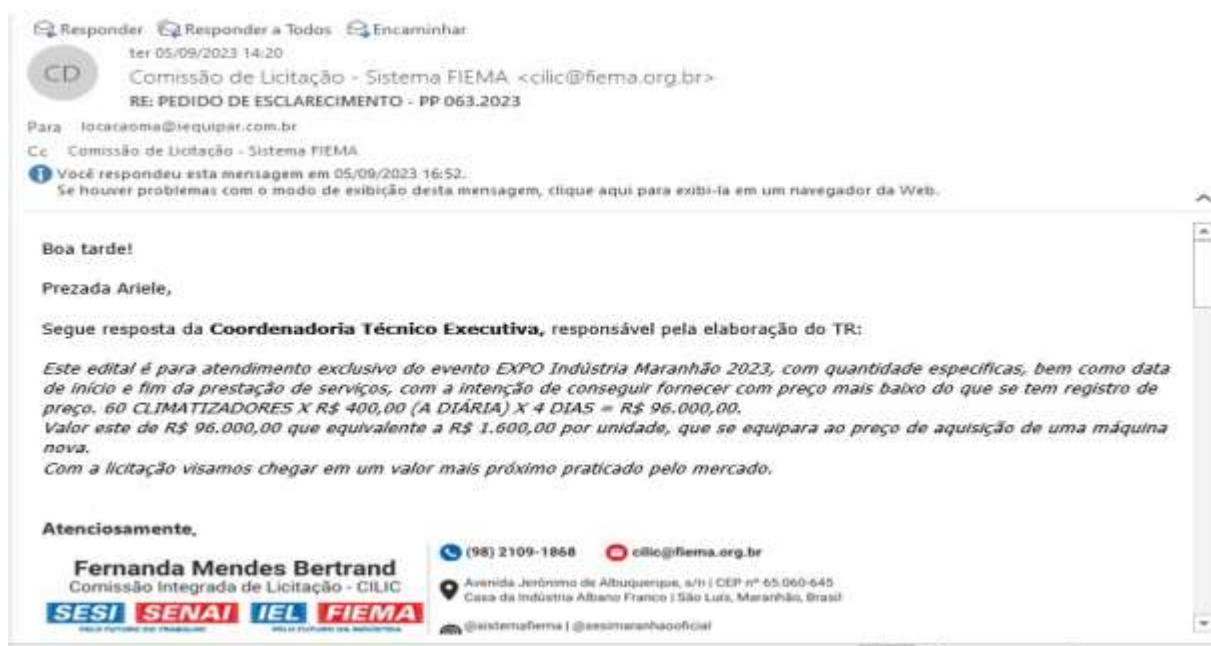 Responder Responder a Todos Encaminhar
ter 05/09/2023 14:20
CD
Comissão de Licitação - Sistema FIEMA <cilic@fiema.org.br>
RE: PEDIDO DE ESCLARECIMENTO - PP 063.2023
Para locacaoma@iequipar.com.br
Cc Comissão de Licitação - Sistema FIEMA
Você respondeu esta mensagem em 05/09/2023 16:52.
Se houver problemas com o modo de exibição desta mensagem, clique aqui para exibi-la em um navegador da Web.
Boa tarde!
Prezada Ariele,
Segue resposta da Coordenadoria Técnico Executiva, responsável pela elaboração do TR:
Este edital é para atendimento exclusivo do evento EXPO Indústria Maranhão 2023, com quantidade especificas, bem como data
de início e fim da prestação de serviços, com a intenção de conseguir fornecer com preço mais baixo do que se tem registro de
preço. 60 CLIMATIZADORES X R$ 400,00 (A DIÁRIA) X 4 DIAS = R$ 96.000,00.
Valor este de R$ 96.000,00 que equivalente a R$ 1.600,00 por unidade, que se equipara ao preço de aquisição de uma máquina
nova.
Com a licitação visamos chegar em um valor mais próximo praticado pelo mercado.
Atenciosamente,
Fernanda Mendes Bertrand
Comissão Integrada de Licitação - CILIC
SESI SENAI IEL FIEMA
PELO FUTURO DO TRABALHO PELO FUTURO DA INDÚSTRIA
(98) 2109-1868 cilic@fiema.org.br
Avenida Jerônimo de Albuquerque, s/n | CEP nº 65.060-645
Casa da Indústria Albano Franco | São Luís, Maranhão, Brasil
@sistemafiema | @sesimaranhaooficial